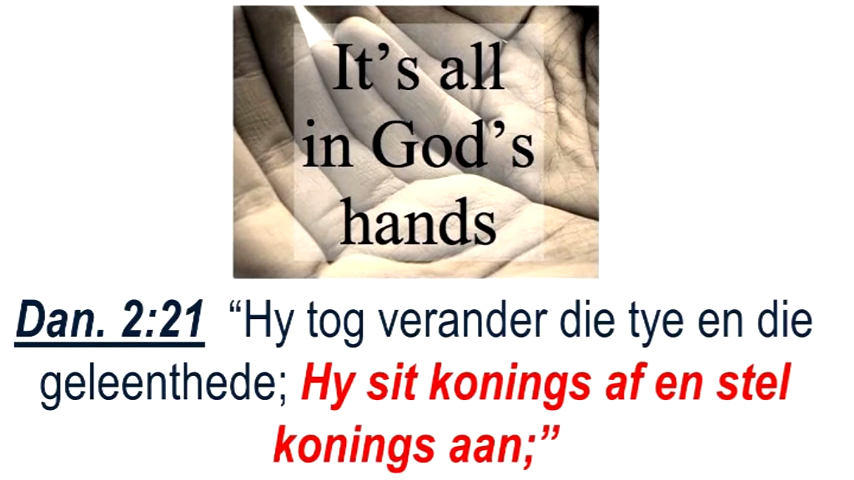 It’s all
in God’s
hands
Dan. 2:21 “Hy tog verander die tye en die
geleenthede; Hy sit konings af en stel
konings aan;”